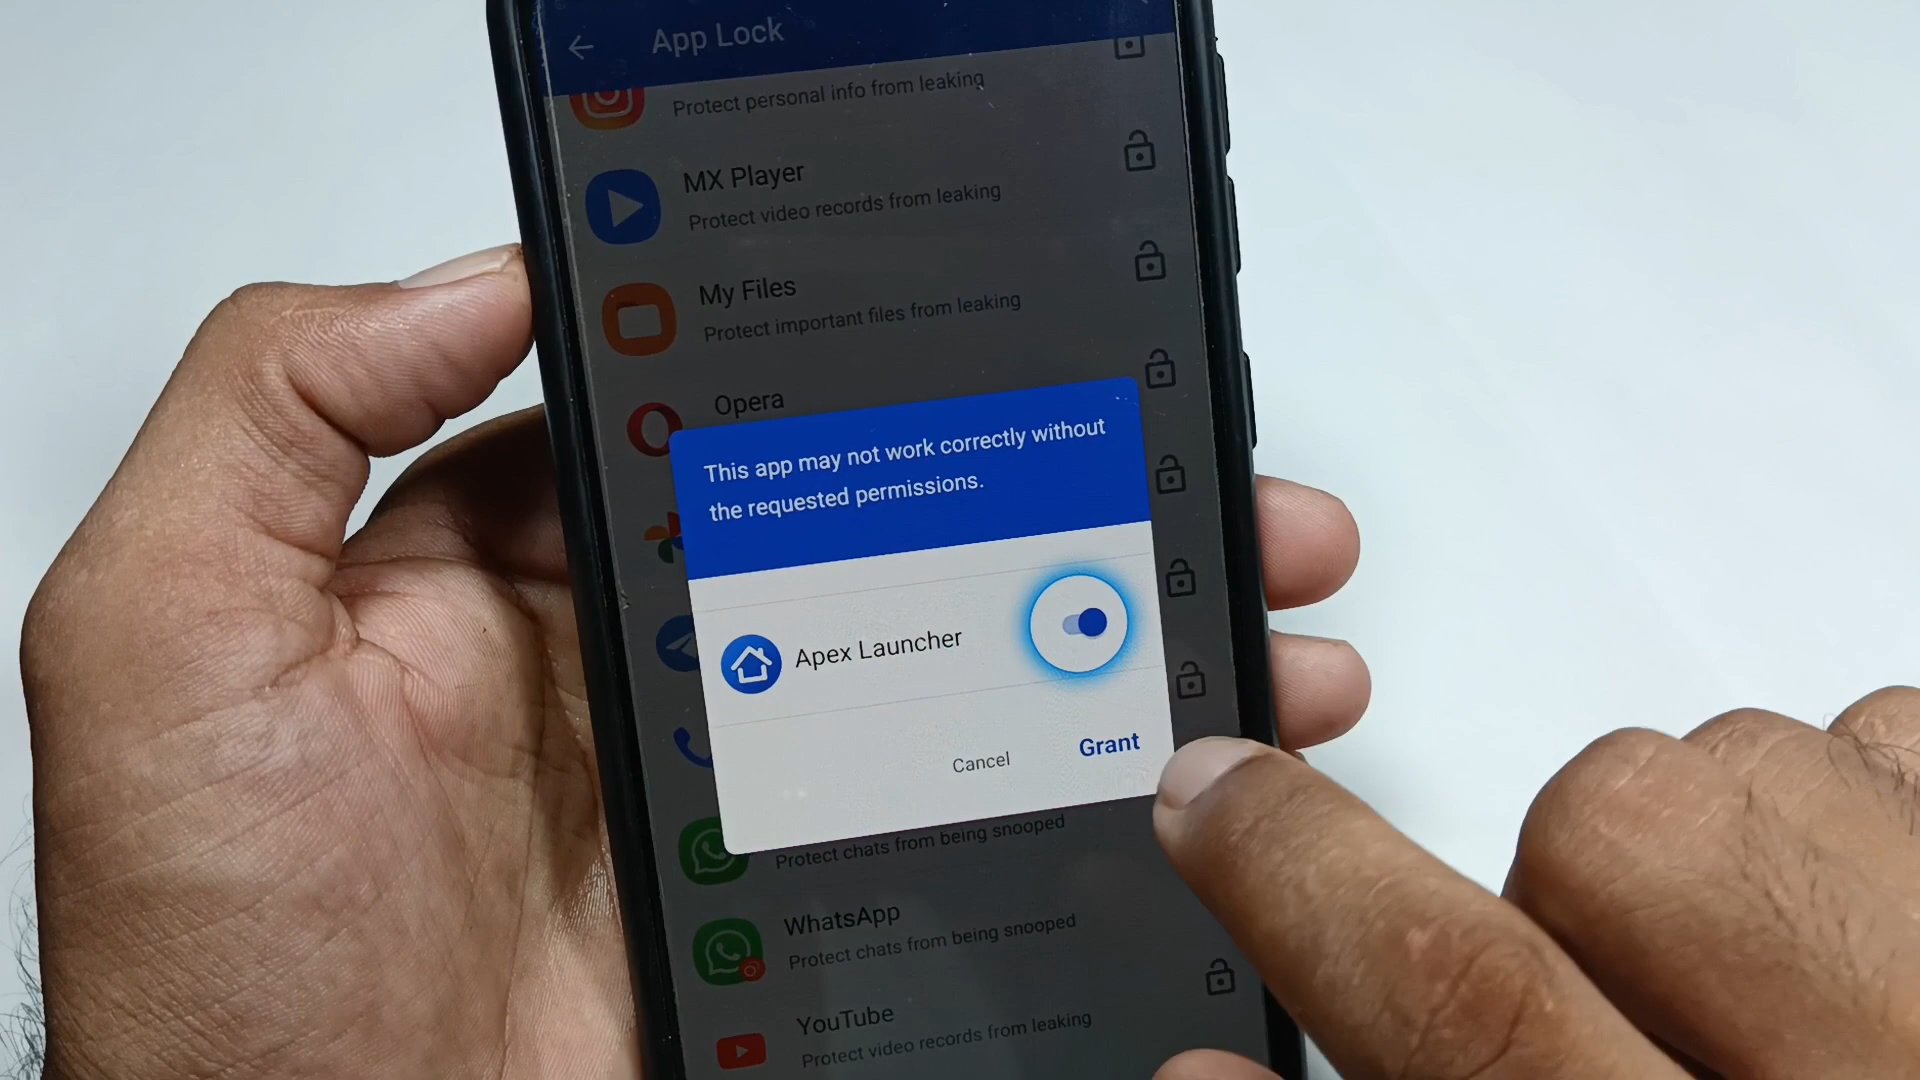 App Lock
Protect personal info from leaking
MX Player
Protect video records from leaking
My Files
Protect important files from leaking
Opera
This app may not work correctly without
the requested permissions.
Apex Launcher
Cancel
Grant
Protect chats from being snooped
WhatsApp
Protect chats from being snooped
YouTube
Protect video records from leaking